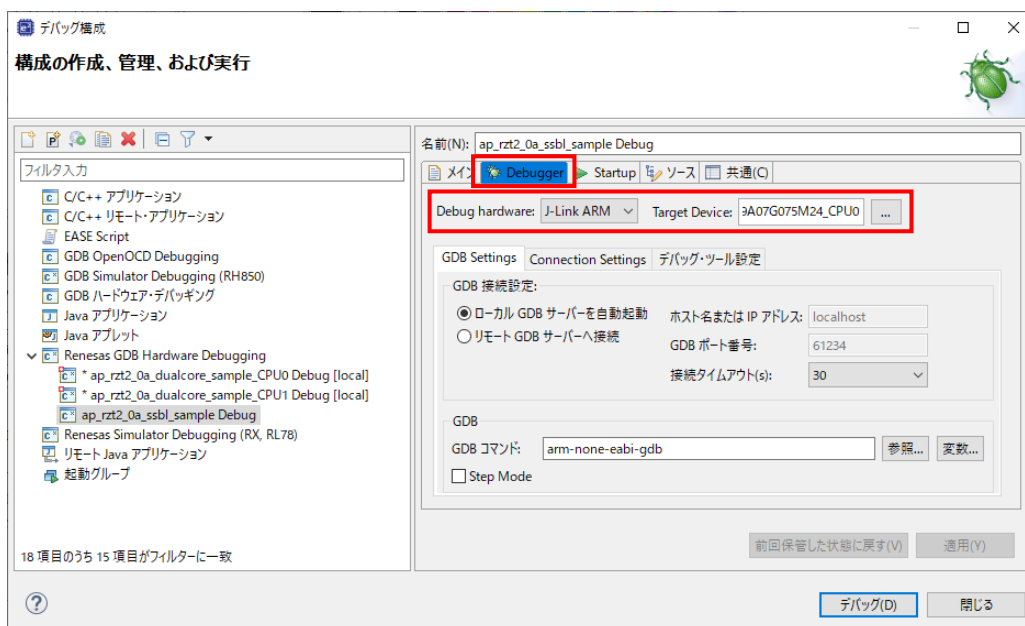 デバッグ構成
構成の作成、管理、および実行
フィルタ入力
C/C++ アプリケーション
C/C++ リモート・アプリケーション
EASE Script
GDB OpenOCD Debugging
GDB Simulator Debugging (RH850)
GDB ハードウェア・デバッギング
Java アプリケーション
Java アプレット
Renesas GDB Hardware Debugging
* ap_rzt2_0a_dualcore_sample_CPU0 Debug [local]
* ap_rzt2_0a_dualcore_sample_CPU1 Debug [local]
ap_rzt2_0a_ssbl_sample Debug
Renesas Simulator Debugging (RX, RL78)
リモート Java アプリケーション
起動グループ
18 項目のうち 15 項目がフィルターに一致
名前(N): ap_rzt2_0a_ssbl_sample Debug
メイン Debugger Startup ソース 共通(C)
Debug hardware: J-Link ARM Target Device: 9A07G075M24_CPU0 ...
GDB Settings Connection Settings デバッグ・ツール設定
GDB 接続設定:
ローカル GDB サーバーを自動起動 ホスト名または IP アドレス: localhost
リモート GDB サーバーへ接続 GDB ポート番号: 61234
接続タイムアウト(s): 30
GDB
GDB コマンド: arm-none-eabi-gdb 参照... 変数...
Step Mode
前回保管した状態に戻す(V) 適用(Y)
デバッグ(D) 閉じる